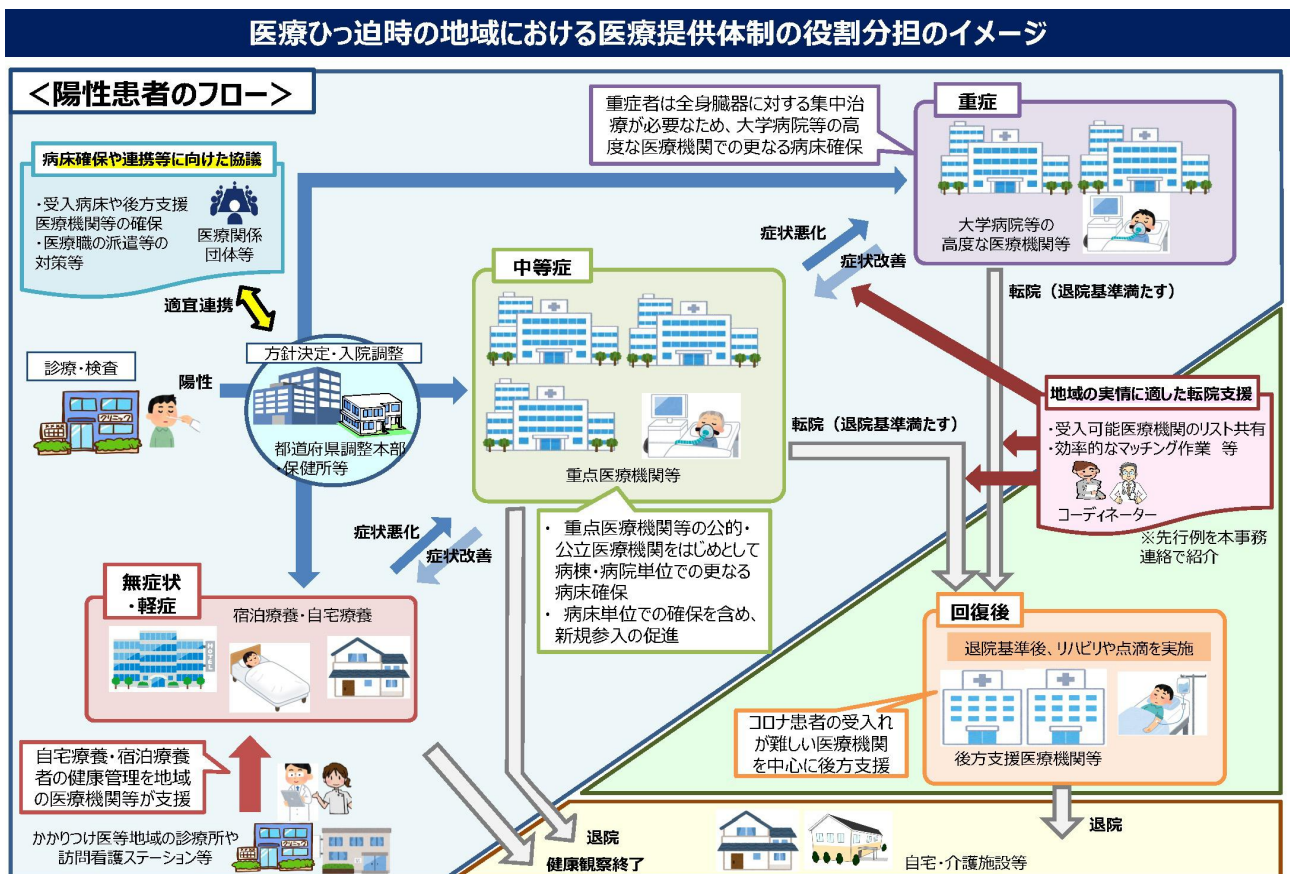 医療ひっ迫時の地域における医療提供体制の役割分担のイメージ
＜陽性患者のフロー＞
病床確保や連携等に向けた協議
・受入病床や後方支援
医療機関等の確保
・医療職の派遣等の
対策等
医療関係
団体等
適宜連携
診療・検査
クリニック
陽性
方針決定・入院調整
都道府県調整本部
・保健所等
重症者は全身臓器に対する集中治
療が必要なため、大学病院等の高
度な医療機関での更なる病床確保
重症
大学病院等の
高度な医療機関等
症状悪化
症状改善
転院（退院基準満たす）
中等症
重点医療機関等
転院（退院基準満たす）
・ 重点医療機関等の公的・
公立医療機関をはじめとして
病棟・病院単位での更なる
病床確保
・ 病床単位での確保を含め、
新規参入の促進
地域の実情に適した転院支援
・受入可能医療機関のリスト共有
・効率的なマッチング作業 等
コーディネーター
※先行例を本事務
連絡で紹介
症状悪化
症状改善
無症状
・軽症
宿泊療養・自宅療養
HOTEL
自宅療養・宿泊療養
者の健康管理を地域
の医療機関等が支援
かかりつけ医等地域の診療所や
訪問看護ステーション等
クリニック
回復後
退院基準後、リハビリや点滴を実施
後方支援医療機関等
コロナ患者の受入れ
が難しい医療機関
を中心に後方支援
退院
健康観察終了
退院
自宅・介護施設等